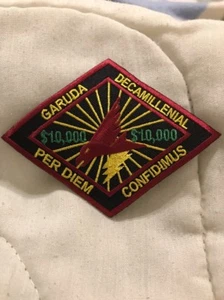 GARUDA
DECAMILLENIAL
$10,000 $10,000
PER DIEM
CONFIDIMUS